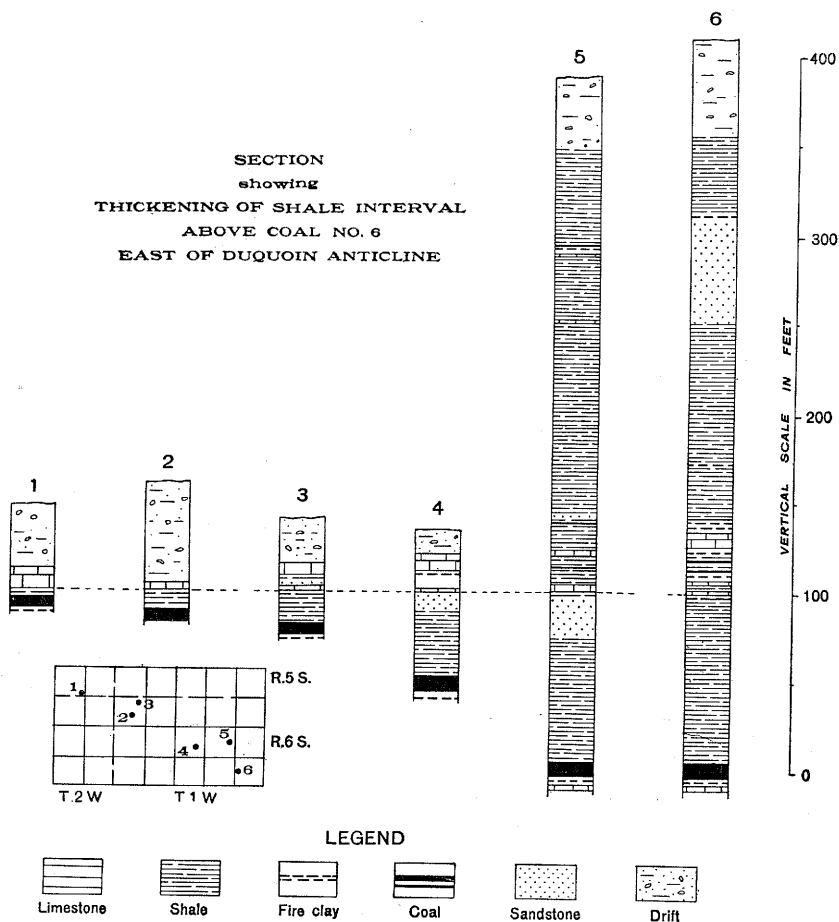 SECTION
showing
THICKENING OF SHALE INTERVAL
ABOVE COAL NO. 6
EAST OF DUQUOIN ANTICLINE
1
2
3
4
5
6
400
300
200
100
0
VERTICAL SCALE IN FEET
1
2
3
4
5
6
R.5 S.
R.6 S.
T.2 W
T 1 W
LEGEND
Limestone
Shale
Fire clay
Coal
Sandstone
Drift